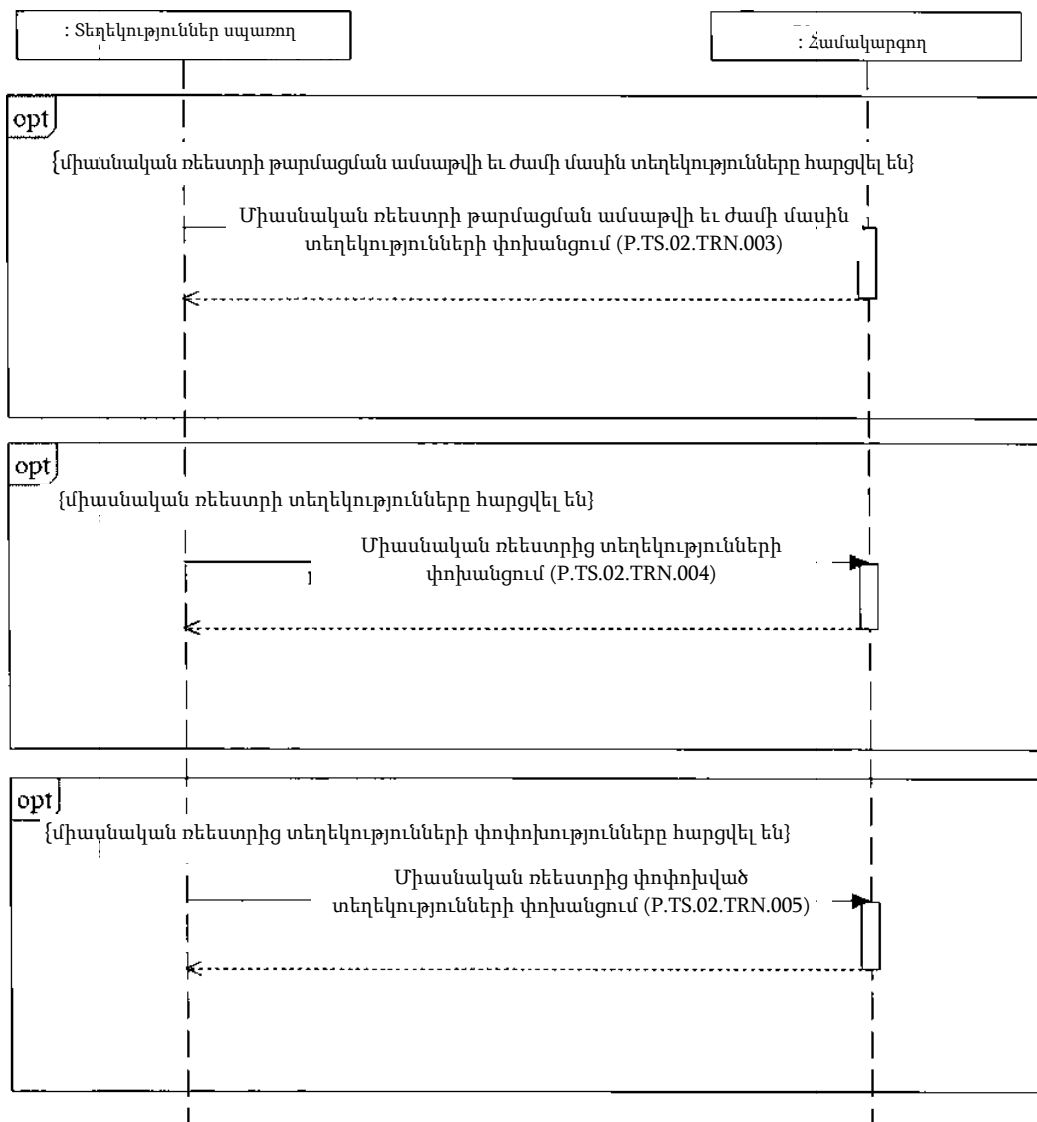 : Տեղեկություններ սպառող
: Համակարգող
opt
{միասնական ռեեստրի թարմացման ամսաթվի եւ ժամի մասին տեղեկությունները հարցվել են}
Միասնական ռեեստրի թարմացման ամսաթվի եւ ժամի մասին
տեղեկությունների փոխանցում (P.TS.02.TRN.003)
opt
{միասնական ռեեստրի տեղեկությունները հարցվել են}
Միասնական ռեեստրից տեղեկությունների
փոխանցում (P.TS.02.TRN.004)
opt
{միասնական ռեեստրից տեղեկությունների փոփոխությունները հարցվել են}
Միասնական ռեեստրից փոփոխված
տեղեկությունների փոխանցում (P.TS.02.TRN.005)